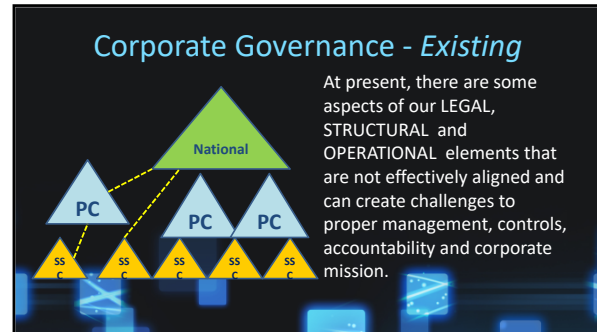 Corporate Governance - Existing
At present, there are some
aspects of our LEGAL,
STRUCTURAL and
OPERATIONAL elements that
are not effectively aligned and
can create challenges to
proper management, controls,
accountability and corporate
mission.
National
PC
PC
PC
SS
C
SS
C
SS
C
SS
C
SS
C